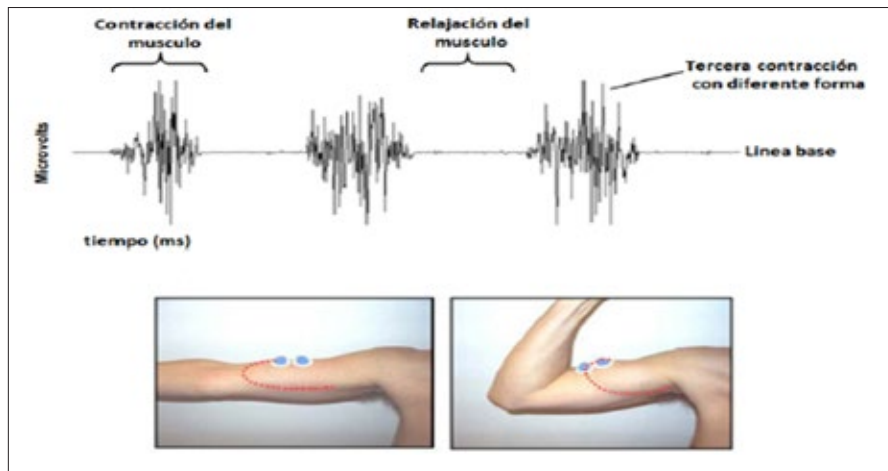 Contracción del
musculo
Relajación del
musculo
Tercera contracción
con diferente forma
Microvolts
Linea base
tiempo (ms)